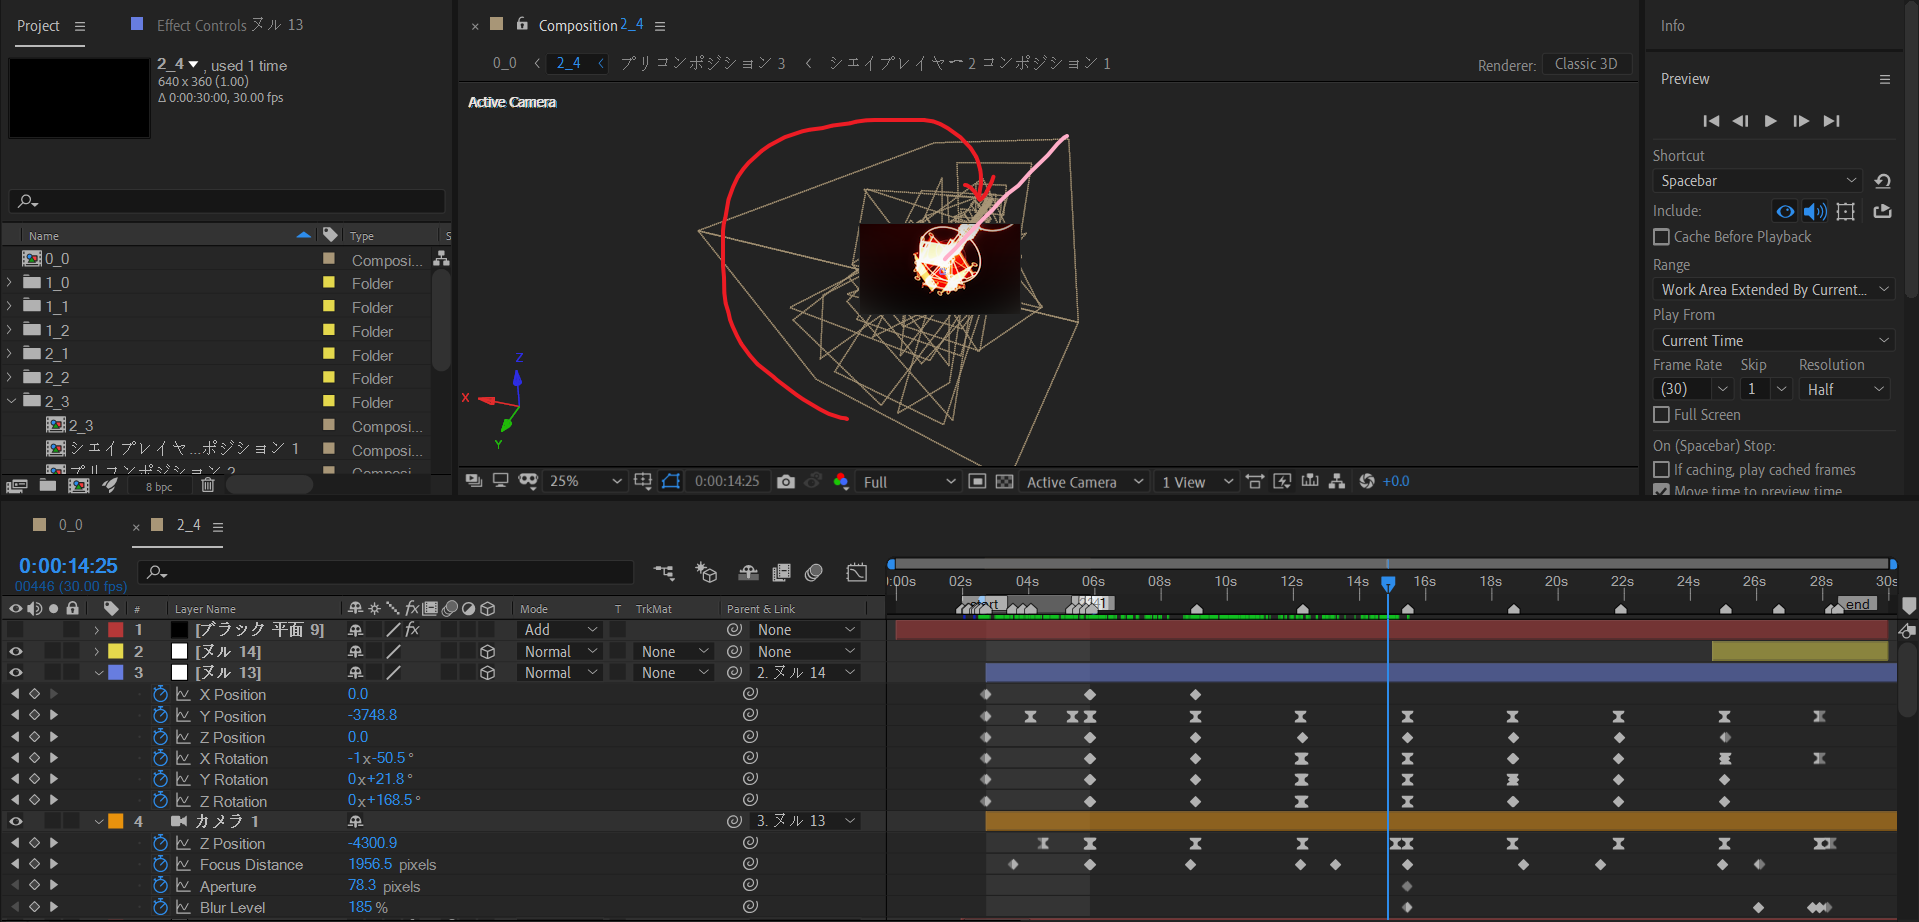 Project
Effect Controls ヌル 13
2_4 , used 1 time
640 x 360 (1.00)
Δ 0:00:30:00, 30.00 fps
Name
Type
S
0_0
Composi...
1_0
Folder
1_1
Folder
1_2
Folder
2_1
Folder
2_2
Folder
2_3
Folder
2_3
Composi...
シェイプレイヤ...ポジション 1
Composi...
プリコンポジション 2
Composi
8 bpc
Composition 2_4
0_0
2_4
プリコンポジション 3
シェイプレイヤー 2 コンポジション 1
Renderer:
Classic 3D
Active Camera
Z
X
Y
25%
0:00:14:25
Full
Active Camera
1 View
+0.0
Info
Preview
Shortcut
Spacebar
Include:
Cache Before Playback
Range
Work Area Extended By Current...
Play From
Current Time
Frame Rate
Skip
Resolution
(30)
1
Half
Full Screen
On (Spacebar) Stop:
If caching, play cached frames
Move time to preview time
0_0
2_4
0:00:14:25
00446 (30.00 fps)
#
Layer Name
fx
Mode
T
TrkMat
Parent & Link
:00s 02s 04s 06s 08s 10s 12s 14s 16s 18s 20s 22s 24s 26s 28s 30s
end
1 [ブラック 平面 9] fx Add None
2 [ヌル 14] Normal None None
3 [ヌル 13] Normal None 2. ヌル 14
X Position 0.0
Y Position -3748.8
Z Position 0.0
X Rotation -1x-50.5°
Y Rotation 0x+21.8°
Z Rotation 0x+168.5°
4 カメラ 1 3. ヌル 13
Z Position -4300.9
Focus Distance 1956.5 pixels
Aperture 78.3 pixels
Blur Level 185 %